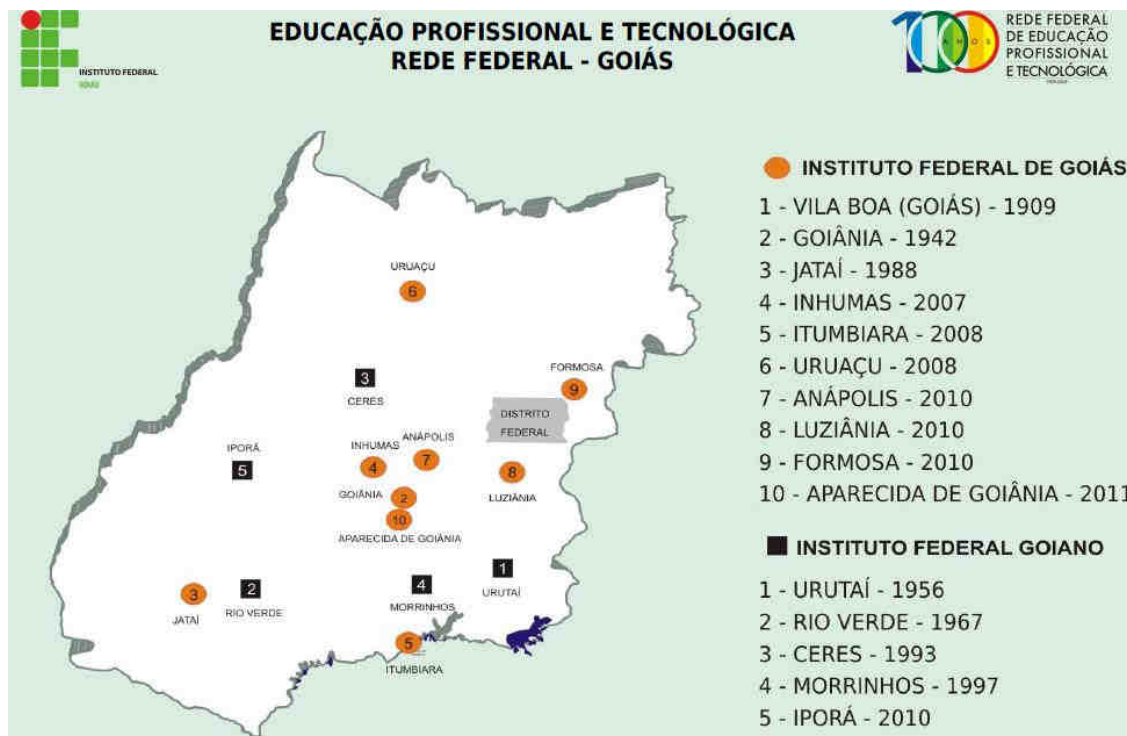 INSTITUTO FEDERAL
GOIÁS
EDUCAÇÃO PROFISSIONAL E TECNOLÓGICA
REDE FEDERAL - GOIÁS
100
ANOS
REDE FEDERAL
DE EDUCAÇÃO
PROFISSIONAL
E TECNOLÓGICA
URUAÇU
6
FORMOSA
9
3
CERES
DISTRITO
FEDERAL
IPORÁ
5
INHUMAS
4
ANÁPOLIS
7
8
LUZIÂNIA
GOIÂNIA
2
10
APARECIDA DE GOIÂNIA
1
URUTAÍ
3
JATAÍ
2
RIO VERDE
4
MORRINHOS
5
ITUMBIARA
INSTITUTO FEDERAL DE GOIÁS
1 - VILA BOA (GOIÁS) - 1909
2 - GOIÂNIA - 1942
3 - JATAÍ - 1988
4 - INHUMAS - 2007
5 - ITUMBIARA - 2008
6 - URUAÇU - 2008
7 - ANÁPOLIS - 2010
8 - LUZIÂNIA - 2010
9 - FORMOSA - 2010
10 - APARECIDA DE GOIÂNIA - 2011
INSTITUTO FEDERAL GOIANO
1 - URUTAÍ - 1956
2 - RIO VERDE - 1967
3 - CERES - 1993
4 - MORRINHOS - 1997
5 - IPORÁ - 2010